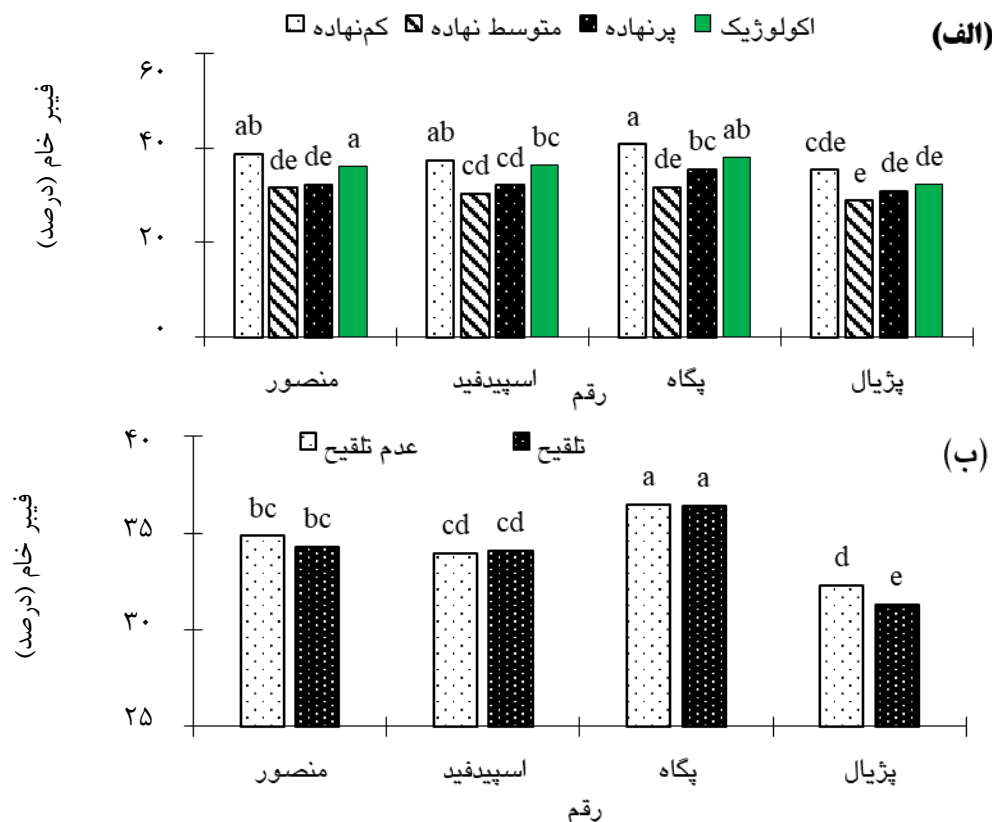 (الف)
کم‌نهاده متوسط نهاده پرنهاده اکولوژیک
فیبر خام (درصد)
۶۰
۴۰
۲۰
۰
ab de de a ab cd cd bc a de bc ab cde e de de
منصور اسپیدفید پگاه پژیال
رقم
(ب)
عدم تلقیح تلقیح
فیبر خام (درصد)
۴۰
۳۵
۳۰
۲۵
bc bc cd cd a a d e
منصور اسپیدفید پگاه پژیال
رقم